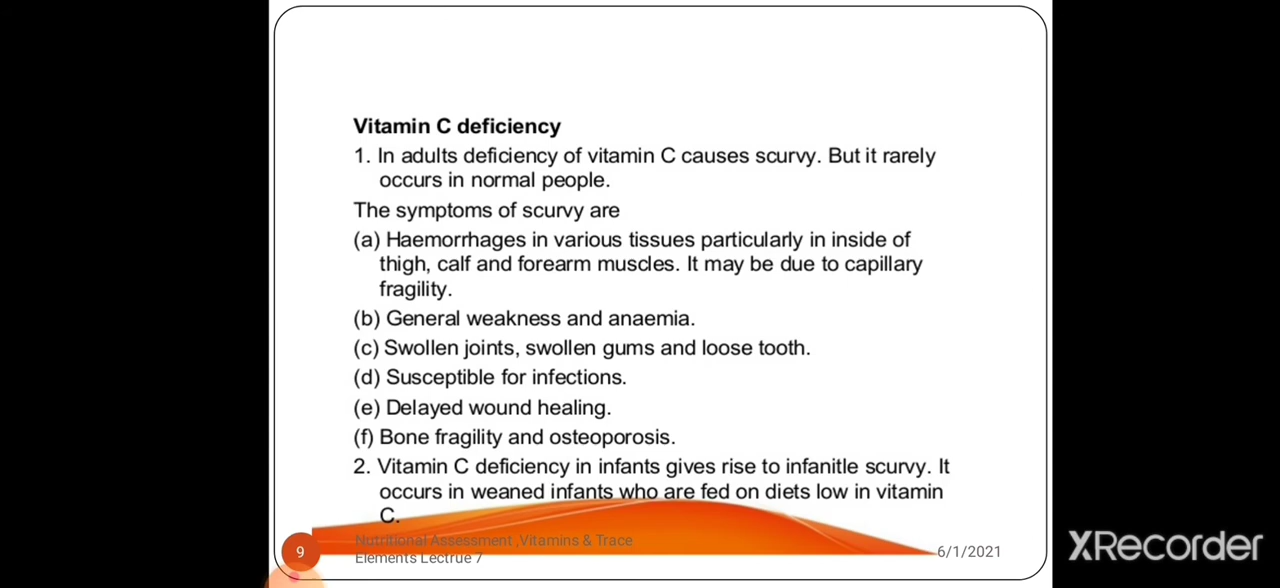 Vitamin C deficiency
1. In adults deficiency of vitamin C causes scurvy. But it rarely
occurs in normal people.
The symptoms of scurvy are
(a) Haemorrhages in various tissues particularly in inside of
thigh, calf and forearm muscles. It may be due to capillary
fragility.
(b) General weakness and anaemia.
(c) Swollen joints, swollen gums and loose tooth.
(d) Susceptible for infections.
(e) Delayed wound healing.
(f) Bone fragility and osteoporosis.
2. Vitamin C deficiency in infants gives rise to infanitle scurvy. It
occurs in weaned infants who are fed on diets low in vitamin
C.
9
Nutritional Assessment ,Vitamins & Trace
Elements Lectrue 7
6/1/2021
XRecorder